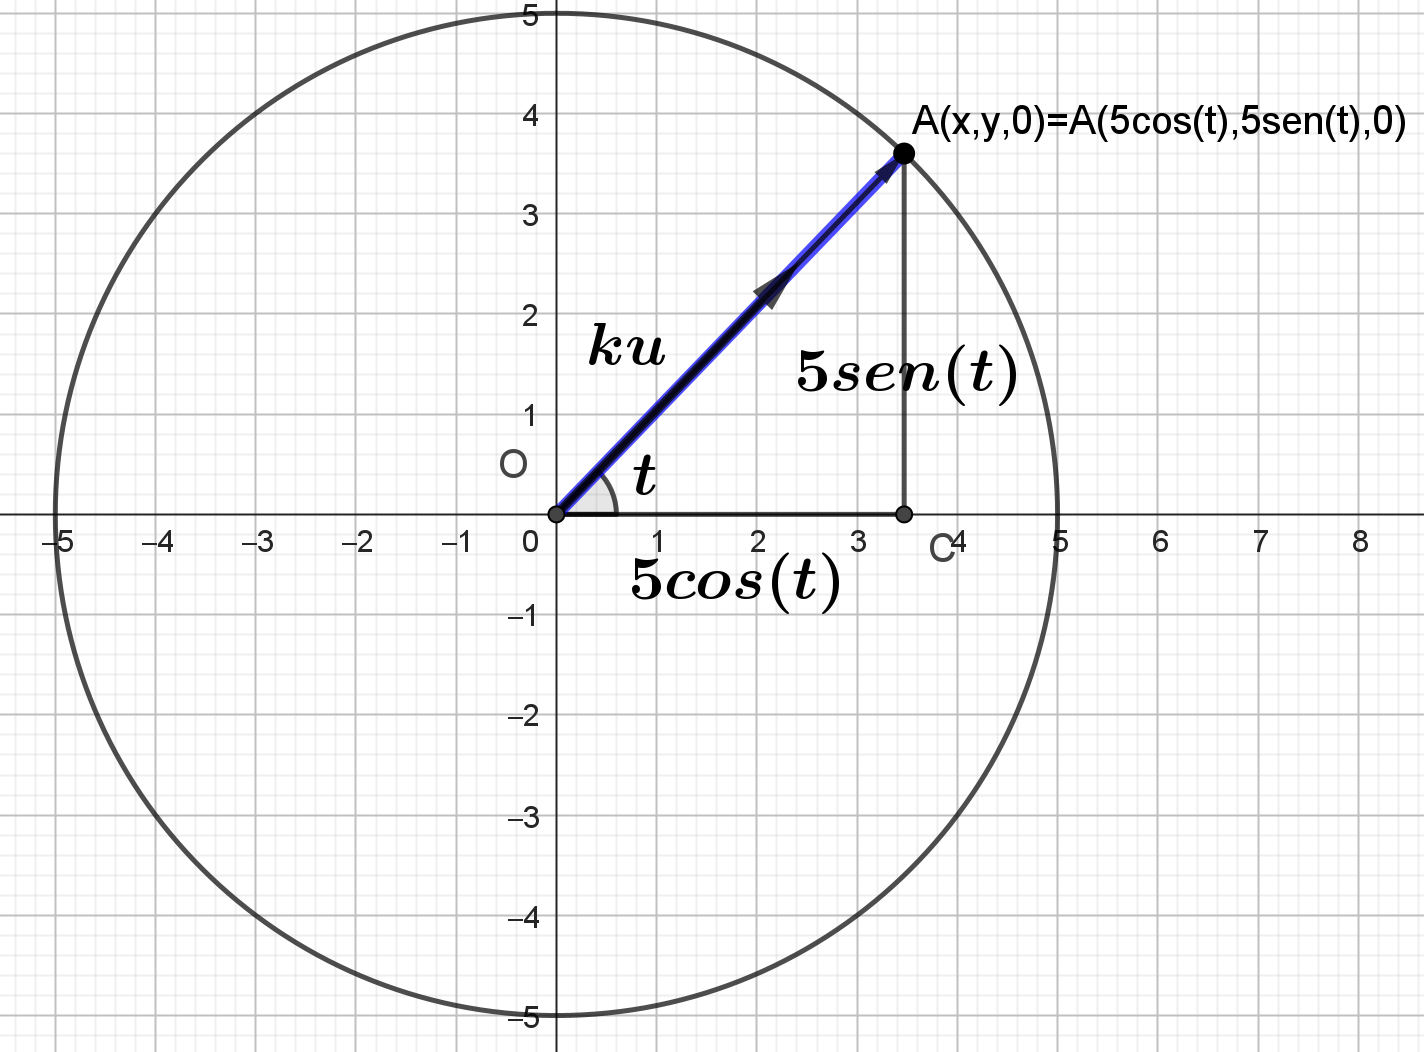 5
A(x,y,0)=A(5cos(t),5sen(t),0)
4
3
2
ku
5sen(t)
1
O
t
–5 –4 –3 –2 –1 0 1 2 3 C 4 5 6 7 8
5cos(t)
–1
–2
–3
–4
–5